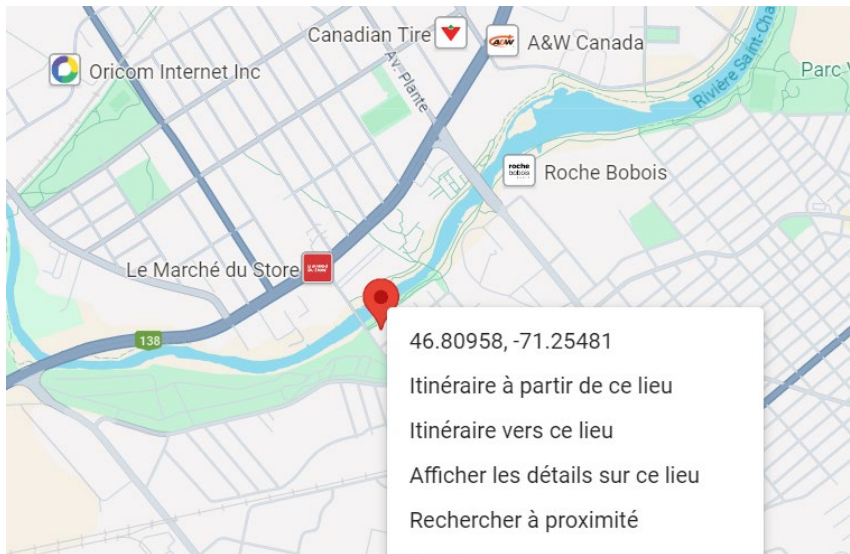 Canadian Tire
A&W
A&W Canada
Oricom Internet Inc
Av. Plante
Rivière Saint-Cha
Parc V
roche
bobois
Roche Bobois
Le Marché du Store
138
46.80958, -71.25481
Itinéraire à partir de ce lieu
Itinéraire vers ce lieu
Afficher les détails sur ce lieu
Rechercher à proximité